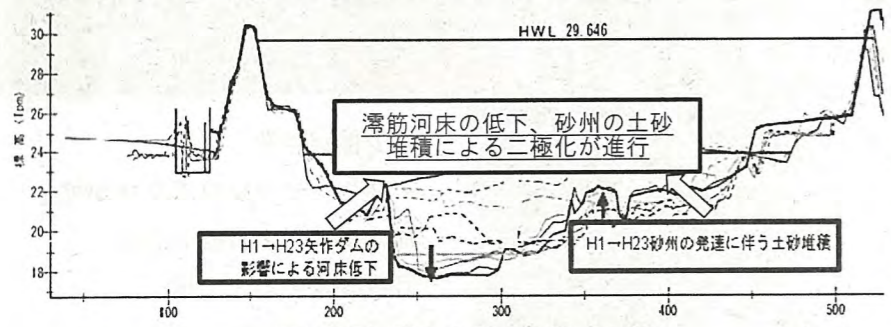 HWL 29.646
標 高 (Tpm)
30
28
26
24
22
20
18
澪筋河床の低下、砂州の土砂
堆積による二極化が進行
H1→H23矢作ダムの
影響による河床低下
H1→H23砂州の発達に伴う土砂堆積
100
200
300
400
500